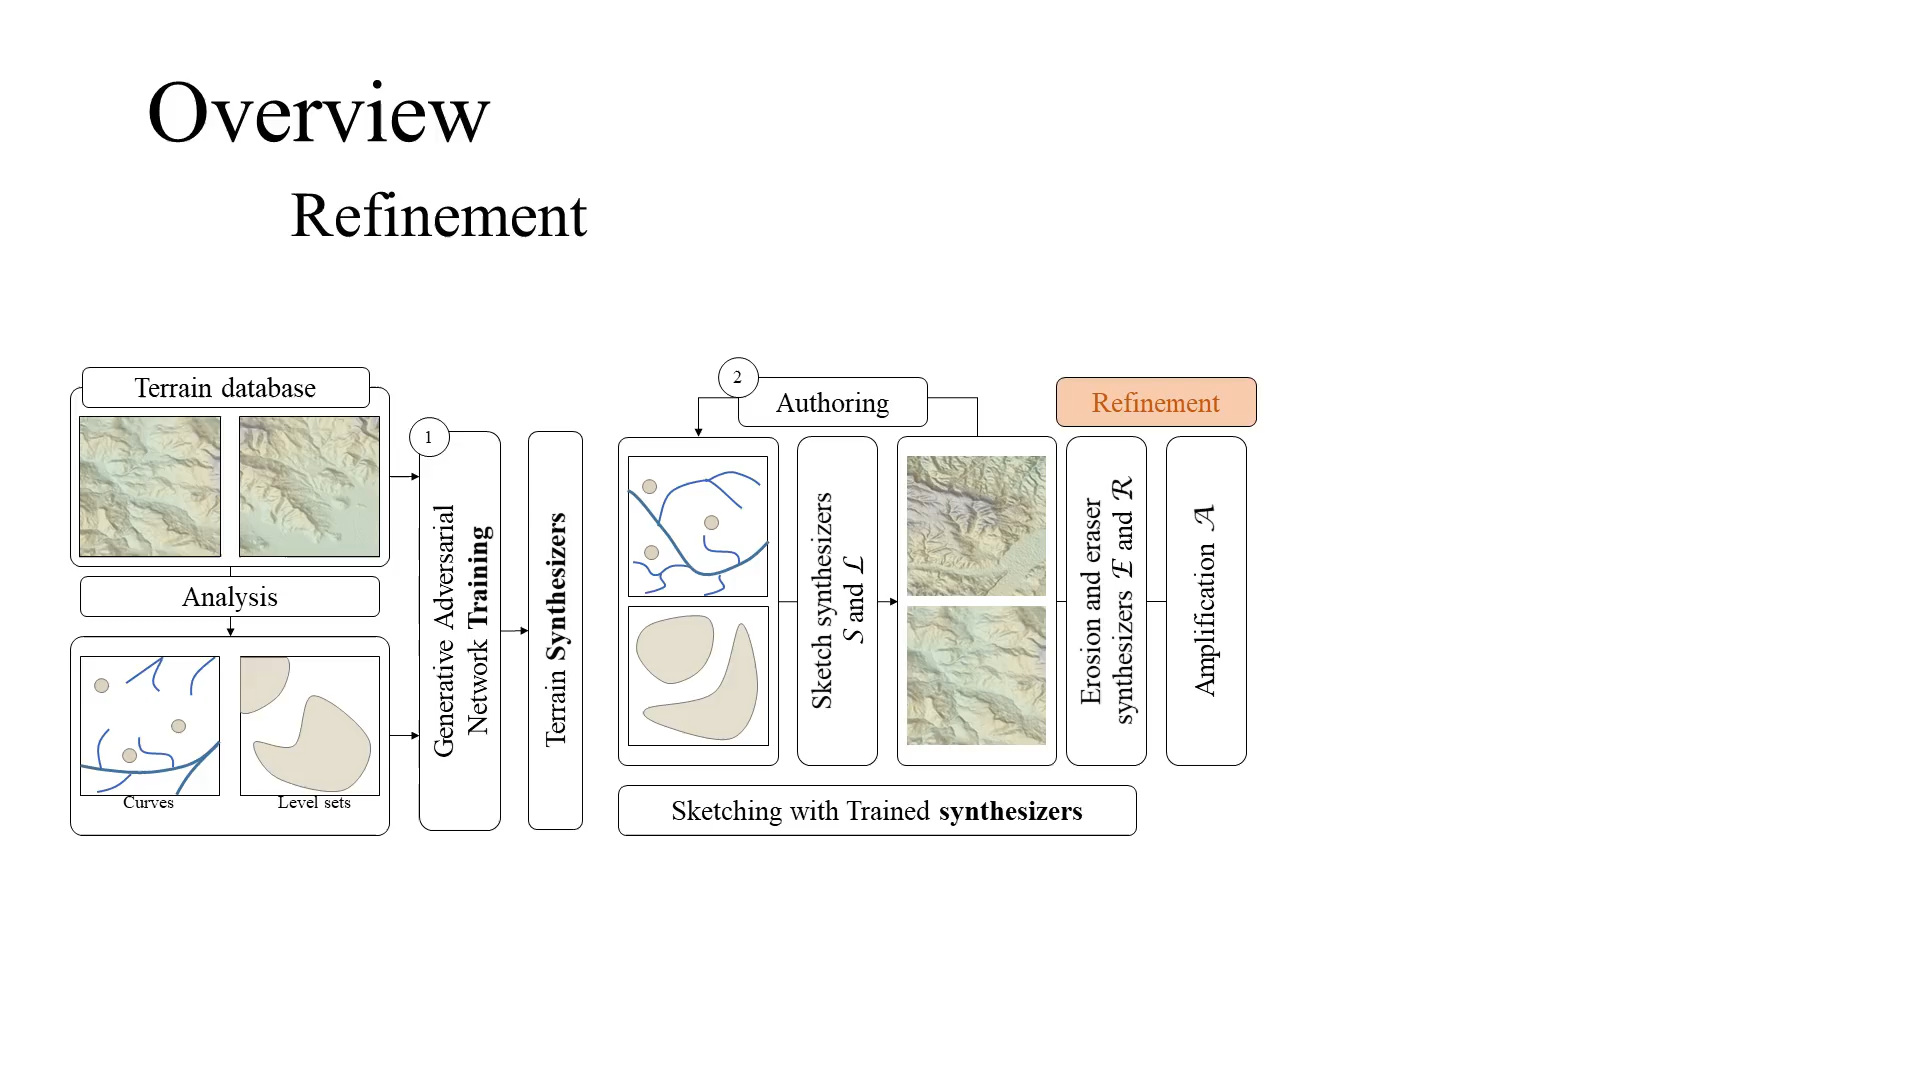 Overview
Refinement
Terrain database
Analysis
Curves
Level sets
1
Generative Adversarial
Network Training
Terrain Synthesizers
2
Authoring
Sketch synthesizers
𝒮 and ℒ
Refinement
Erosion and eraser
synthesizers ℰ and ℛ
Amplification 𝒜
Sketching with Trained synthesizers